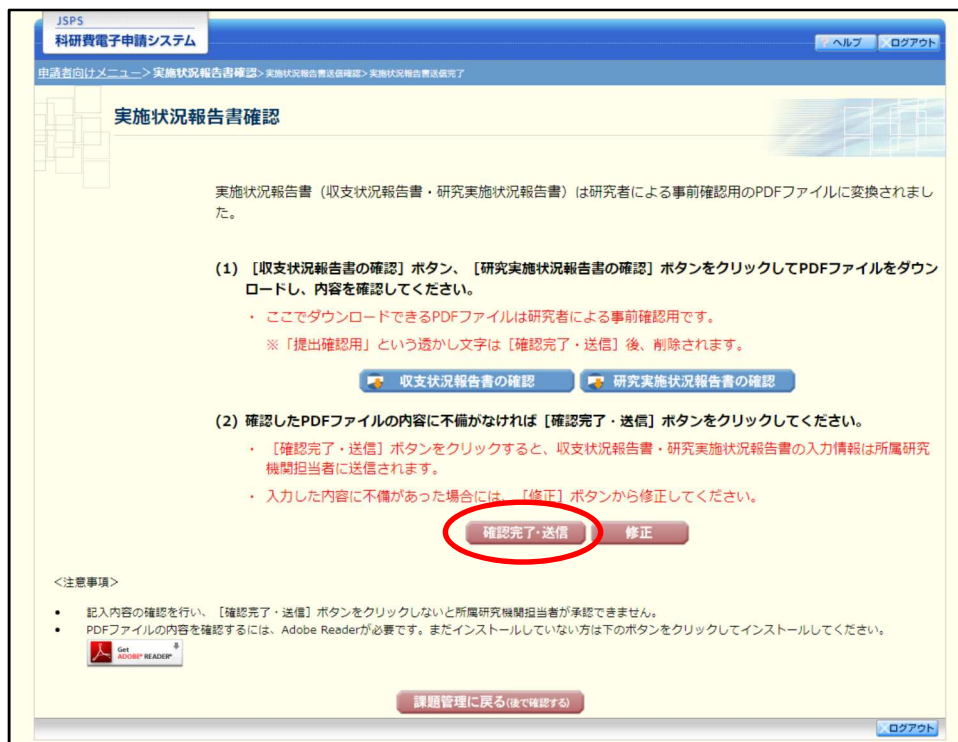 JSPS
科研費電子申請システム
ヘルプ
ログアウト
申請者向けメニュー>実施状況報告書確認>実施状況報告書送信確認>実施状況報告書送信完了
実施状況報告書確認
実施状況報告書（収支状況報告書・研究実施状況報告書）は研究者による事前確認用のPDFファイルに変換されまし
た。
(1) ［収支状況報告書の確認］ボタン、［研究実施状況報告書の確認］ボタンをクリックしてPDFファイルをダウン
ロードし、内容を確認してください。
・ ここでダウンロードできるPDFファイルは研究者による事前確認用です。
※「提出確認用」という透かし文字は［確認完了・送信］後、削除されます。
収支状況報告書の確認
研究実施状況報告書の確認
(2) 確認したPDFファイルの内容に不備がなければ［確認完了・送信］ボタンをクリックしてください。
・ ［確認完了・送信］ボタンをクリックすると、収支状況報告書・研究実施状況報告書の入力情報は所属研究
機関担当者に送信されます。
・ 入力した内容に不備があった場合には、［修正］ボタンから修正してください。
確認完了・送信
修正
<注意事項>
• 記入内容の確認を行い、［確認完了・送信］ボタンをクリックしないと所属研究機関担当者が承認できません。
• PDFファイルの内容を確認するには、Adobe Readerが必要です。まだインストールしていない方は下のボタンをクリックしてインストールしてください。
Get
ADOBE® READER®
課題管理に戻る(後で確認する)
ログアウト